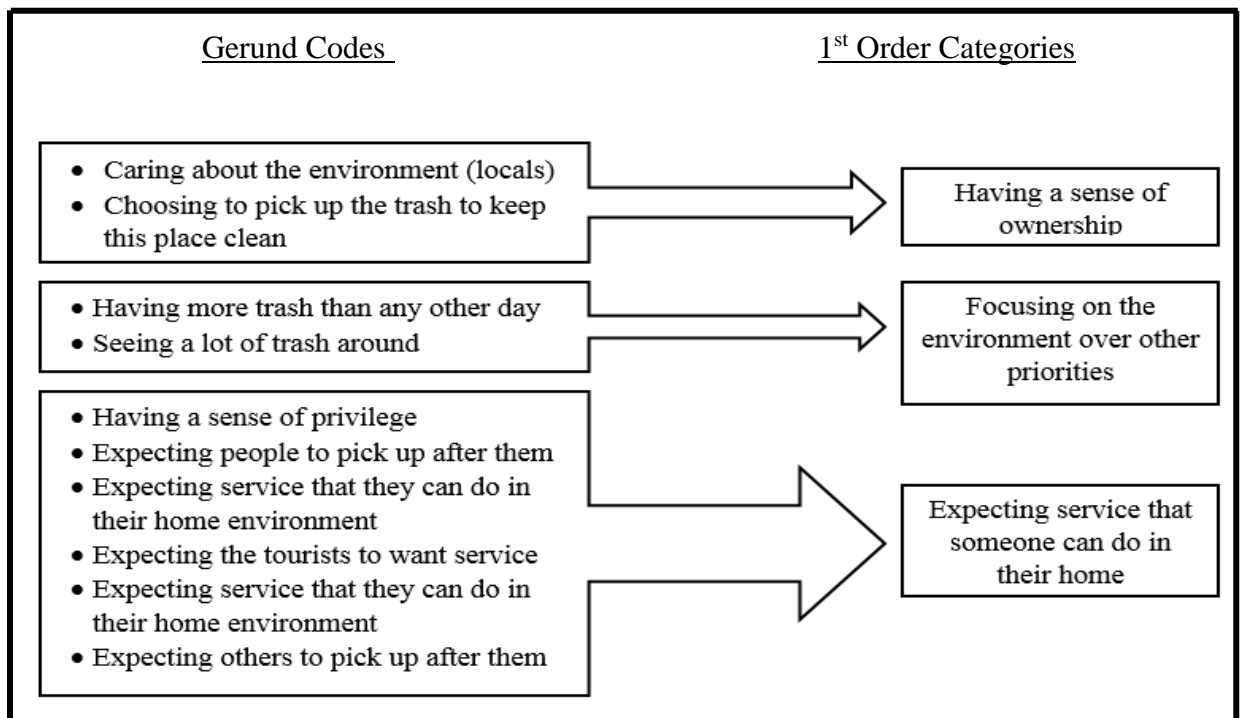 Gerund Codes
1st Order Categories
• Caring about the environment (locals)
• Choosing to pick up the trash to keep
this place clean
Having a sense of
ownership
• Having more trash than any other day
• Seeing a lot of trash around
Focusing on the
environment over other
priorities
• Having a sense of privilege
• Expecting people to pick up after them
• Expecting service that they can do in
their home environment
• Expecting the tourists to want service
• Expecting service that they can do in
their home environment
• Expecting others to pick up after them
Expecting service that
someone can do in
their home